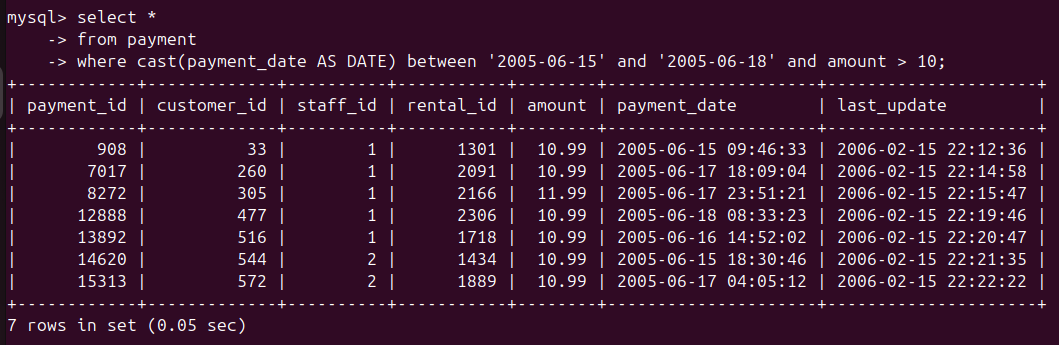 mysql> select *
    -> from payment
    -> where cast(payment_date AS DATE) between '2005-06-15' and '2005-06-18' and amount > 10;
+------------+-------------+----------+-----------+--------+---------------------+---------------------+
| payment_id | customer_id | staff_id | rental_id | amount | payment_date        | last_update         |
+------------+-------------+----------+-----------+--------+---------------------+---------------------+
|        908 |          33 |        1 |      1301 |  10.99 | 2005-06-15 09:46:33 | 2006-02-15 22:12:36 |
|       7017 |         260 |        1 |      2091 |  10.99 | 2005-06-17 18:09:04 | 2006-02-15 22:14:58 |
|       8272 |         305 |        1 |      2166 |  11.99 | 2005-06-17 23:51:21 | 2006-02-15 22:15:47 |
|      12888 |         477 |        1 |      2306 |  10.99 | 2005-06-18 08:33:23 | 2006-02-15 22:19:46 |
|      13892 |         516 |        1 |      1718 |  10.99 | 2005-06-16 14:52:02 | 2006-02-15 22:20:47 |
|      14620 |         544 |        2 |      1434 |  10.99 | 2005-06-15 18:30:46 | 2006-02-15 22:21:35 |
|      15313 |         572 |        2 |      1889 |  10.99 | 2005-06-17 04:05:12 | 2006-02-15 22:22:22 |
+------------+-------------+----------+-----------+--------+---------------------+---------------------+
7 rows in set (0.05 sec)